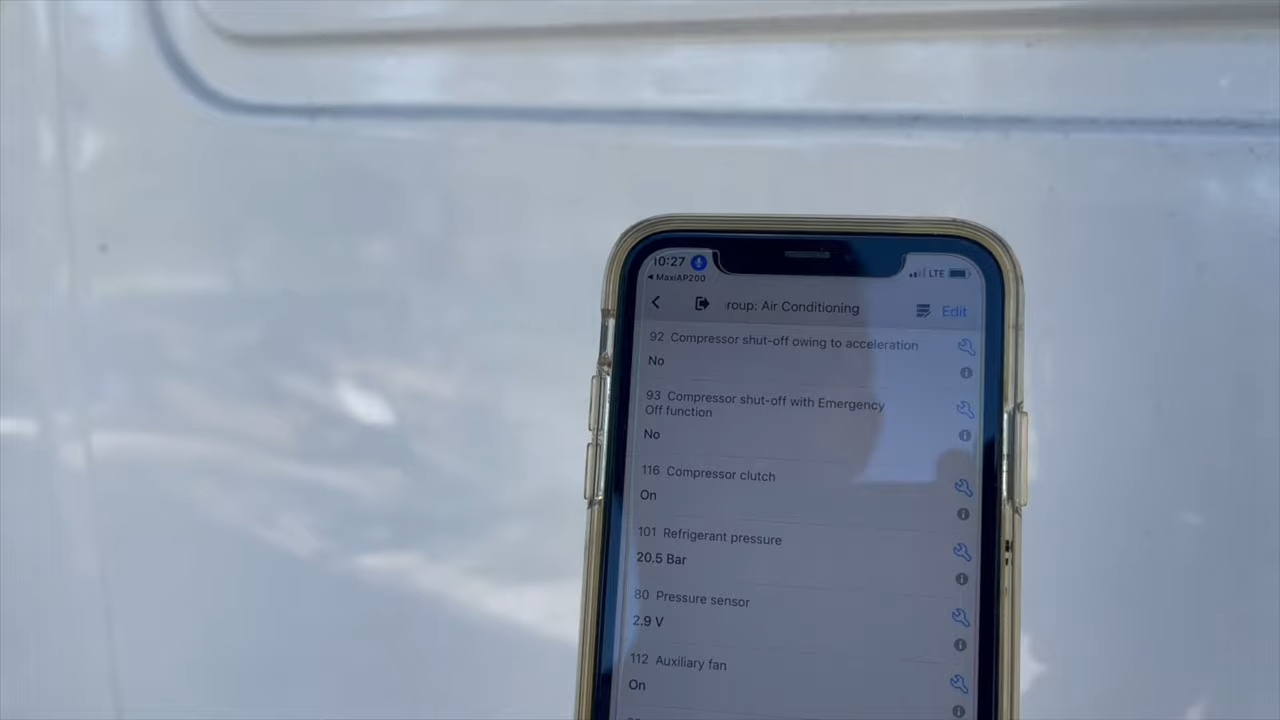 10:27
LTE
◀ MaxiAP200
roup: Air Conditioning
Edit
92 Compressor shut-off owing to acceleration
No
93 Compressor shut-off with Emergency
Off function
No
116 Compressor clutch
On
101 Refrigerant pressure
20.5 Bar
80 Pressure sensor
2.9 V
112 Auxiliary fan
On